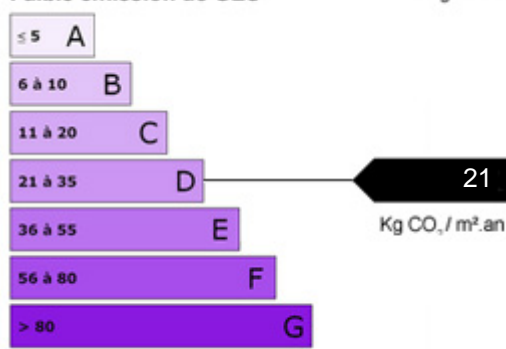 ≤ 5 A
6 à 10 B
11 à 20 C
21 à 35 D
21
36 à 55 E
Kg CO₂ / m².an
56 à 80 F
> 80 G